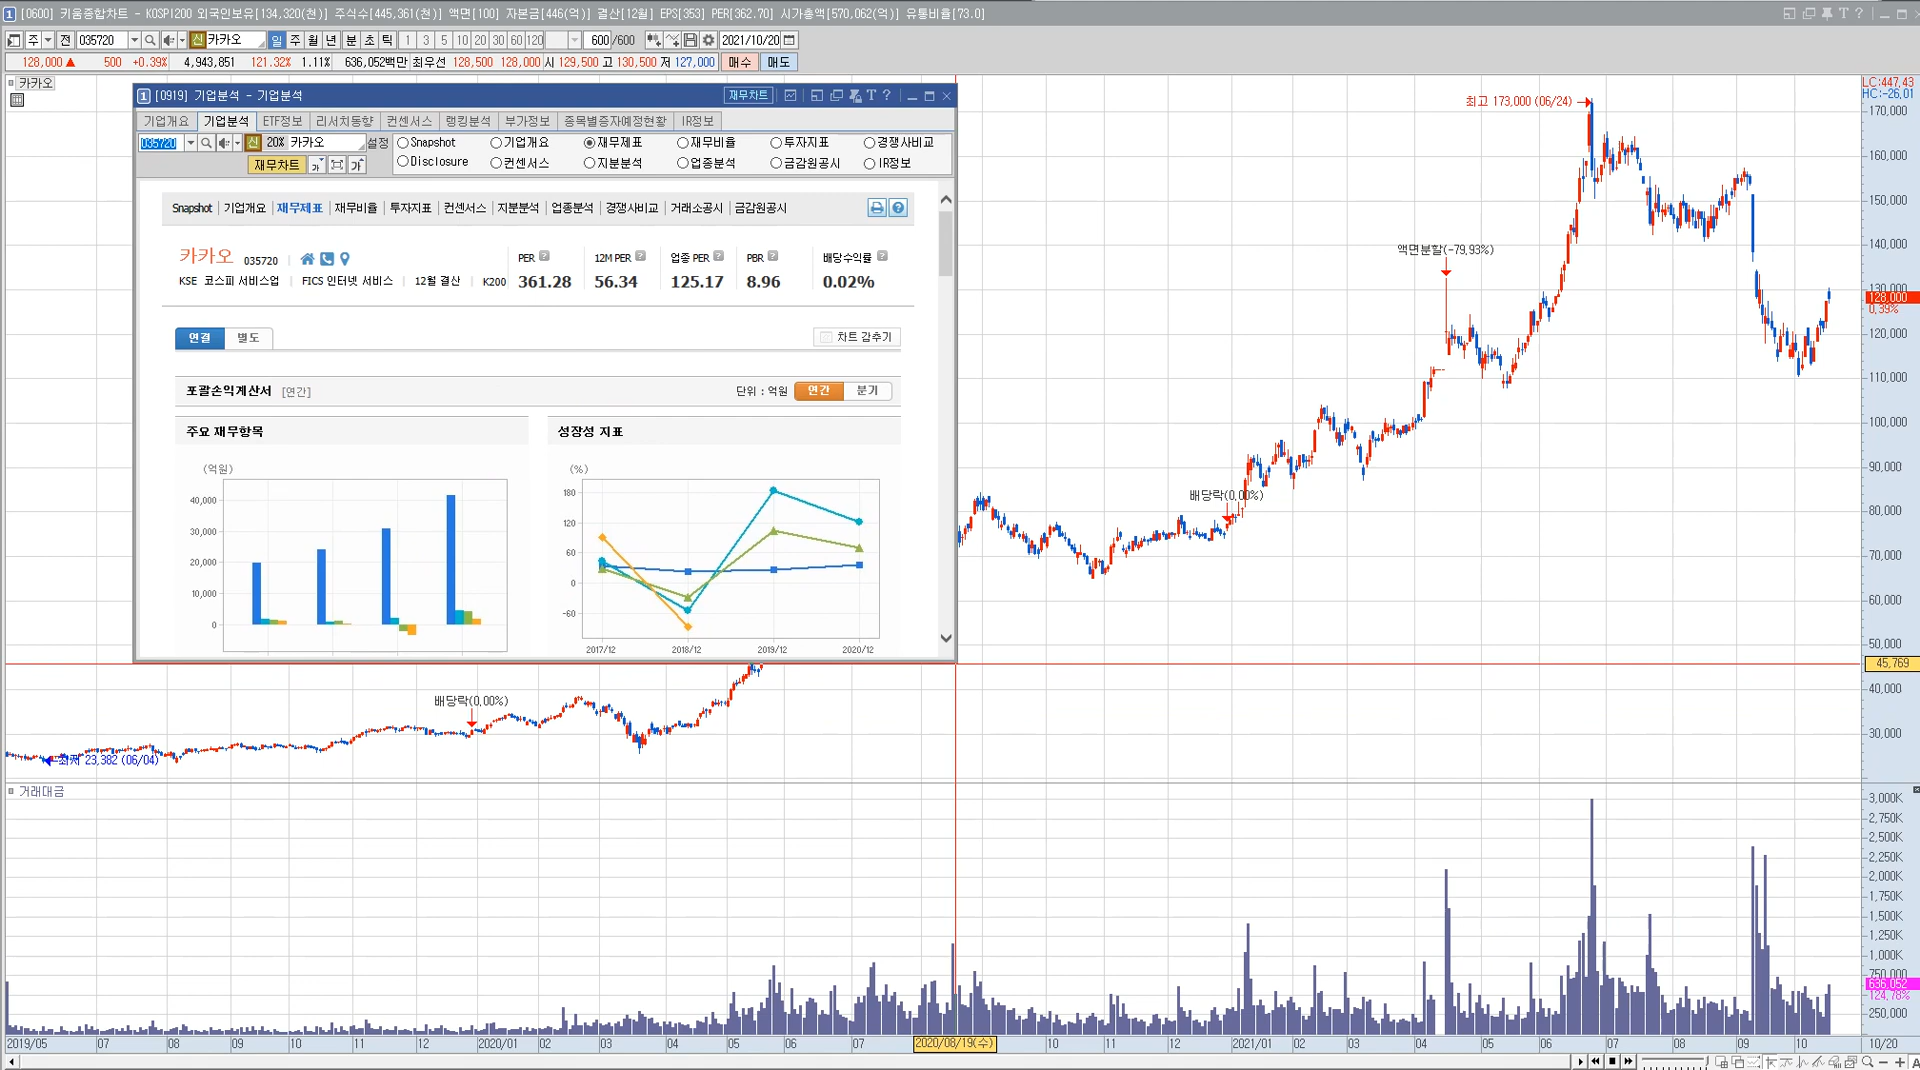 [0600] 키움종합차트 - KOSPI200 외국인보유[134,320(천)] 주식수[445,361(천)] 액면[100] 자본금[446(억)] 결산[12월] EPS[353] PER[362.70] 시가총액[570,062(억)] 유통비율[73.0]
주 전 035720 신 카카오 일 주 월 년 분 초 틱 1 3 5 10 20 30 60 120 600 /600 2021/10/20
128,000 ▲ 500 +0.39% 4,943,851 121.32% 1.11% 636,052백만 최우선 128,500 128,000 시 129,500 고 130,500 저 127,000 매수 매도
카카오
[0919] 기업분석 - 기업분석 재무차트
기업개요 기업분석 ETF정보 리서치동향 컨센서스 랭킹분석 부가정보 종목별증자예정현황 IR정보
035720 신 20% 카카오 설정 Snapshot 기업개요 재무제표 재무비율 투자지표 경쟁사비교
재무차트 Disclosure 컨센서스 지분분석 업종분석 금감원공시 IR정보
Snapshot 기업개요 재무제표 재무비율 투자지표 컨센서스 지분분석 업종분석 경쟁사비교 거래소공시 금감원공시
카카오 035720 PER 12M PER 업종 PER PBR 배당수익률
KSE 코스피 서비스업 FICS 인터넷 서비스 12월 결산 K200 361.28 56.34 125.17 8.96 0.02%
연결 별도 차트 감추기
포괄손익계산서 [연간] 단위 : 억원 연간 분기
주요 재무항목 성장성 지표
(억원) (%)
40,000
30,000
20,000
10,000
0
180
120
60
0
-60
2017/12 2018/12 2019/12 2020/12
최고 173,000 (06/24)
액면분할(-79.93%)
배당락(0.00%)
배당락(0.00%)
최저 23,382 (06/04)
LC:447.43
HC:-26.01
170,000
160,000
150,000
140,000
130,000
128,000
0.39%
120,000
110,000
100,000
90,000
80,000
70,000
60,000
50,000
45,769
40,000
30,000
거래대금
3,000K
2,750K
2,500K
2,250K
2,000K
1,750K
1,500K
1,250K
1,000K
750,000
636,052
124.78%
250,000
2019/05 07 08 09 10 11 12 2020/01 02 03 04 05 06 07 2020/08/19(수) 10 11 12 2021/01 02 03 04 05 06 07 08 09 10 10/20